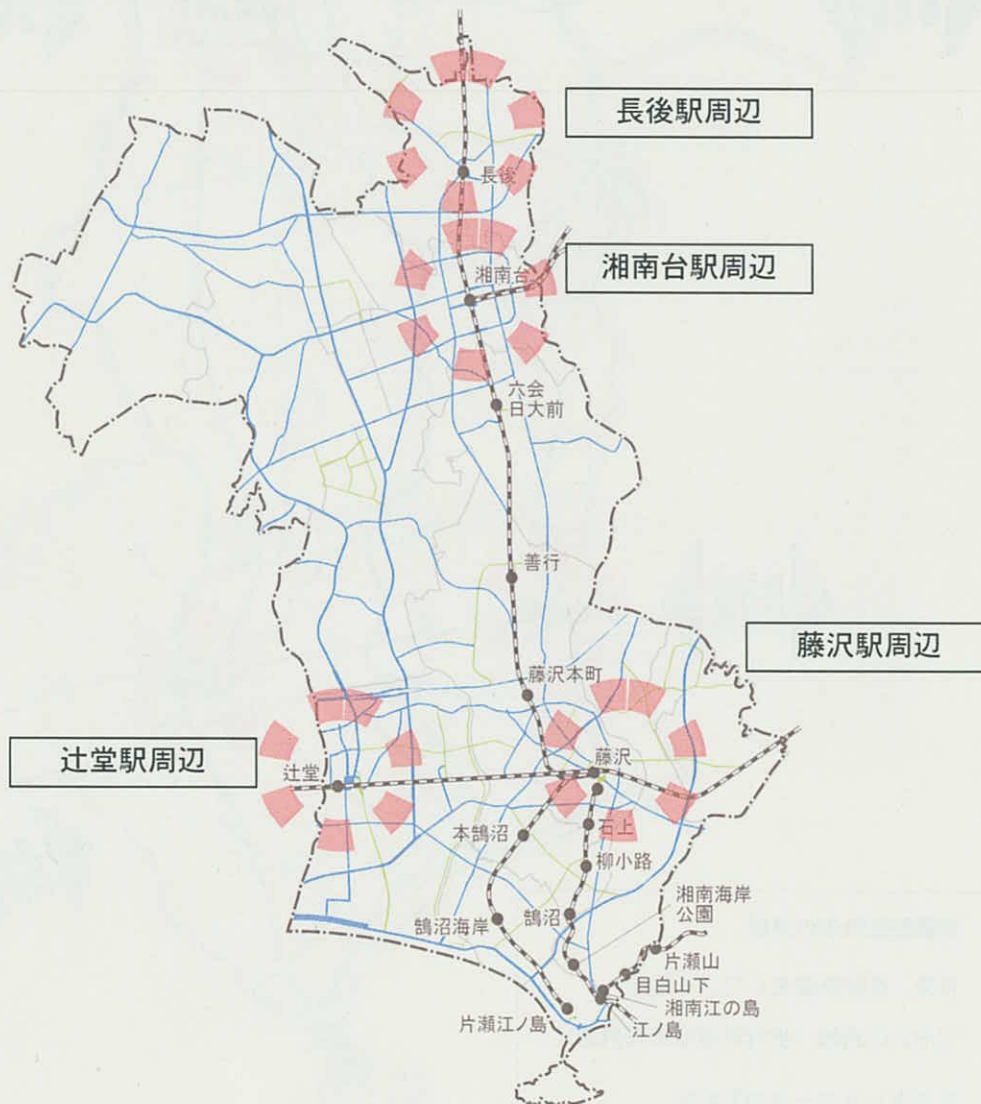 長後駅周辺
長後
湘南台駅周辺
湘南台
六会
日大前
善行
藤沢駅周辺
藤沢本町
辻堂駅周辺
藤沢
辻堂
石上
本鵠沼
柳小路
湘南海岸
公園
鵠沼
鵠沼海岸
片瀬山
目白山下
湘南江の島
片瀬江ノ島
江ノ島